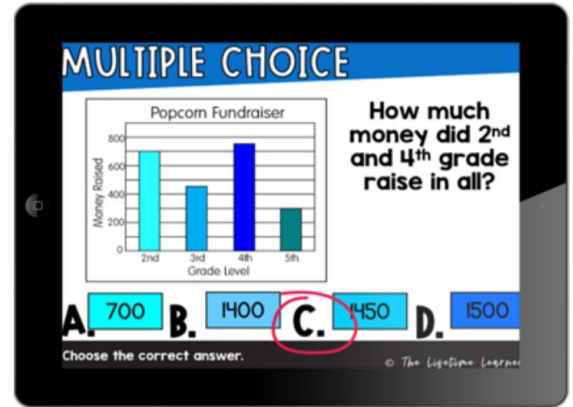 MULTIPLE CHOICE
Popcorn Fundraiser
How much
money did 2nd
and 4th grade
raise in all?
Money Raised
800
600
400
200
0
2nd 3rd 4th 5th
Grade Level
A. 700 B. 1400 C. 1450 D. 1500
Choose the correct answer.
© The Lifetime Learne